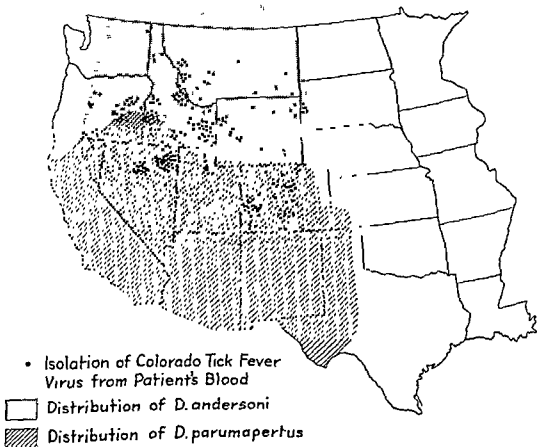 • Isolation of Colorado Tick Fever
Virus from Patient's Blood
Distribution of D. andersoni
Distribution of D. parumapertus